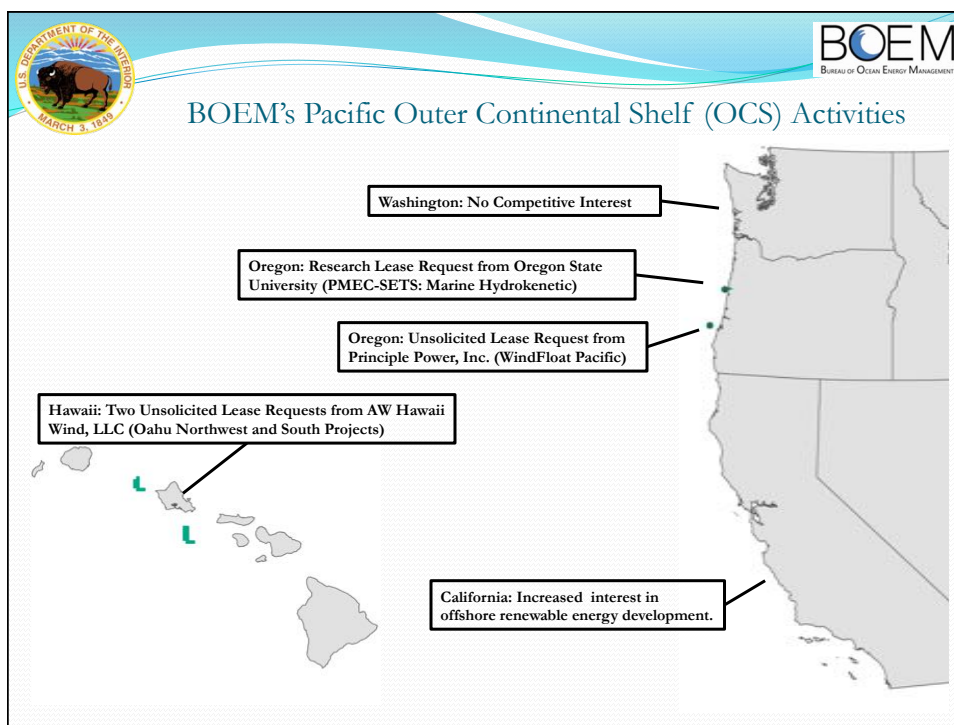 U.S. DEPARTMENT OF THE INTERIOR
MARCH 3, 1849
BOEM
BUREAU OF OCEAN ENERGY MANAGEMENT
BOEM's Pacific Outer Continental Shelf (OCS) Activities
Washington: No Competitive Interest
Oregon: Research Lease Request from Oregon State
University (PMEC-SETS: Marine Hydrokenetic)
Oregon: Unsolicited Lease Request from
Principle Power, Inc. (WindFloat Pacific)
Hawaii: Two Unsolicited Lease Requests from AW Hawaii
Wind, LLC (Oahu Northwest and South Projects)
California: Increased interest in
offshore renewable energy development.